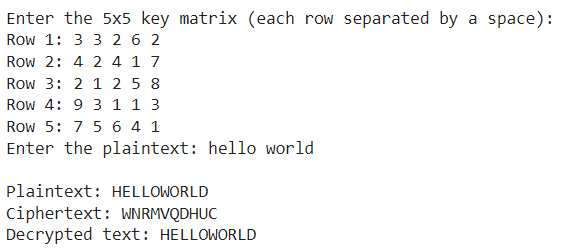 Enter the 5x5 key matrix (each row separated by a space):
Row 1: 3 3 2 6 2
Row 2: 4 2 4 1 7
Row 3: 2 1 2 5 8
Row 4: 9 3 1 1 3
Row 5: 7 5 6 4 1
Enter the plaintext: hello world

Plaintext: HELLOWORLD
Ciphertext: WNRMVQDHUC
Decrypted text: HELLOWORLD